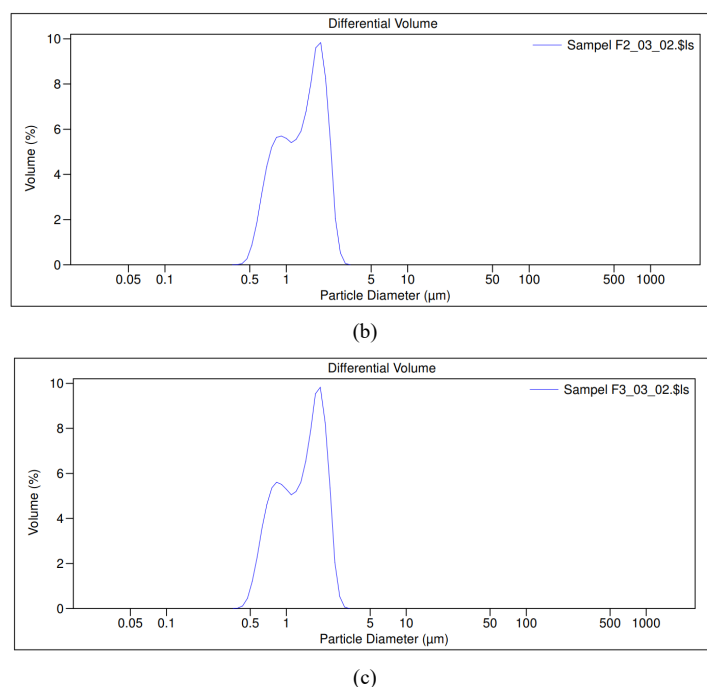 Differential Volume
Sampel F2_03_02.$ls
10
8
6
4
2
0
Volume (%)
0.05 0.1 0.5 1 5 10 50 100 500 1000
Particle Diameter (µm)
(b)
Differential Volume
Sampel F3_03_02.$ls
10
8
6
4
2
0
Volume (%)
0.05 0.1 0.5 1 5 10 50 100 500 1000
Particle Diameter (µm)
(c)